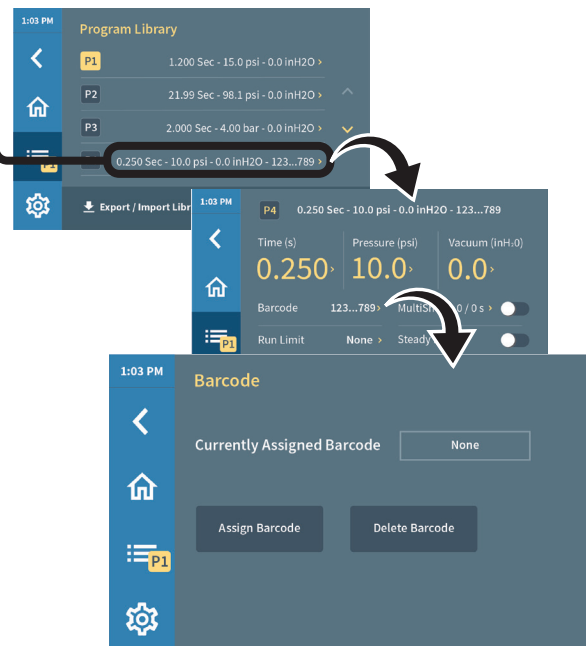 1:03 PM
Program Library
P1 1.200 Sec - 15.0 psi - 0.0 inH2O >
P2 21.99 Sec - 98.1 psi - 0.0 inH2O >
P3 2.000 Sec - 4.00 bar - 0.0 inH2O >
0.250 Sec - 10.0 psi - 0.0 inH2O - 123...789 >
P1
Export / Import
1:03 PM
P4 0.250 Sec - 10.0 psi - 0.0 inH2O - 123...789
Time (s) Pressure (psi) Vacuum (inH₂0)
0.250> 10.0> 0.0>
Barcode 123...789> 0 / 0 s >
P1
Run Limit None > Steady
1:03 PM
Barcode
Currently Assigned Barcode None
Assign Barcode Delete Barcode
P1